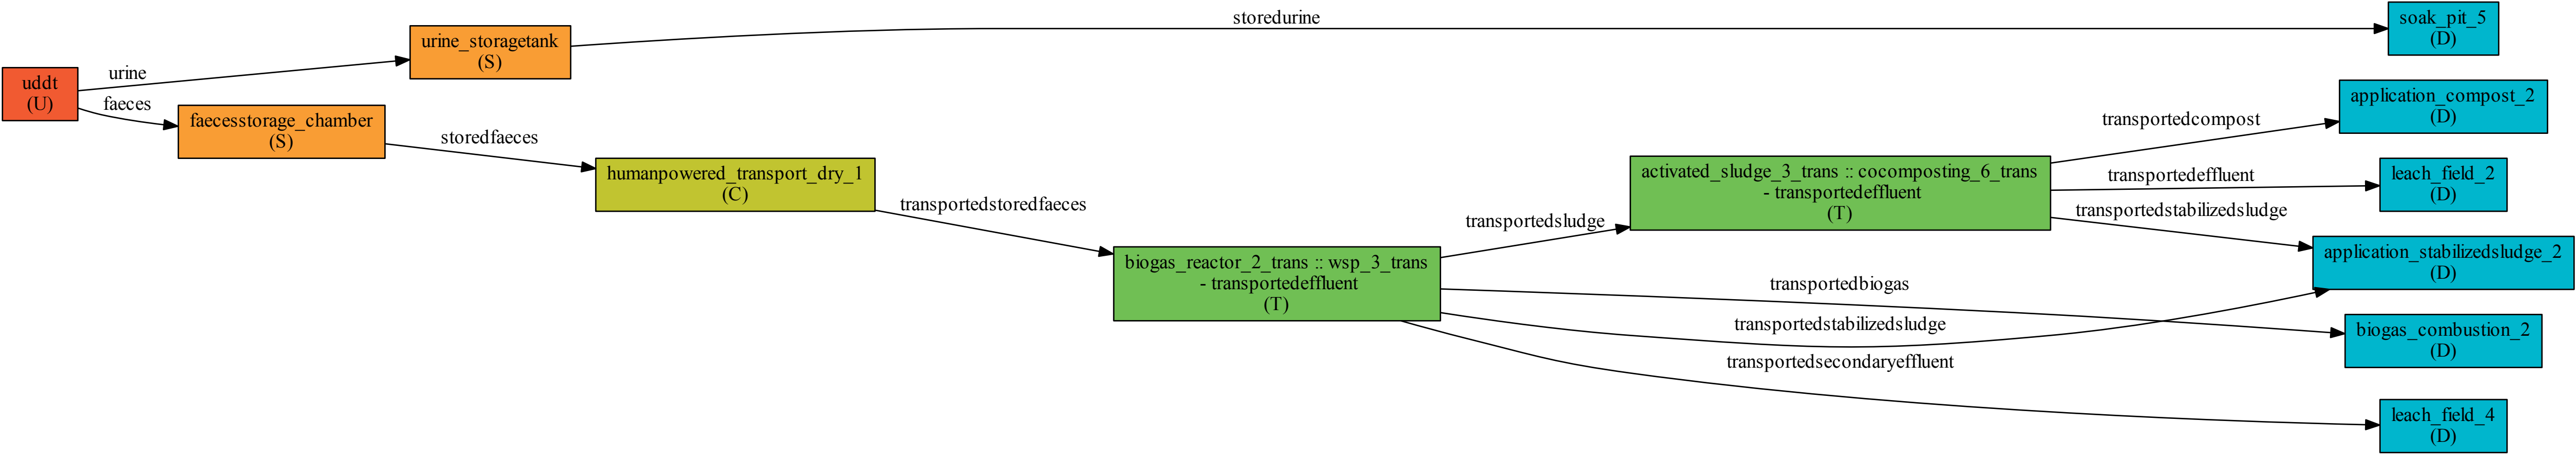 uddt
(U)
urine
faeces
urine_storagetank
(S)
faecesstorage_chamber
(S)
storedurine
storedfaeces
humanpowered_transport_dry_1
(C)
transportedstoredfaeces
biogas_reactor_2_trans :: wsp_3_trans
- transportedeffluent
(T)
transportedsludge
activated_sludge_3_trans :: cocomposting_6_trans
- transportedeffluent
(T)
transportedbiogas
transportedstabilizedsludge
transportedsecondaryeffluent
transportedcompost
transportedeffluent
transportedstabilizedsludge
soak_pit_5
(D)
application_compost_2
(D)
leach_field_2
(D)
application_stabilizedsludge_2
(D)
biogas_combustion_2
(D)
leach_field_4
(D)